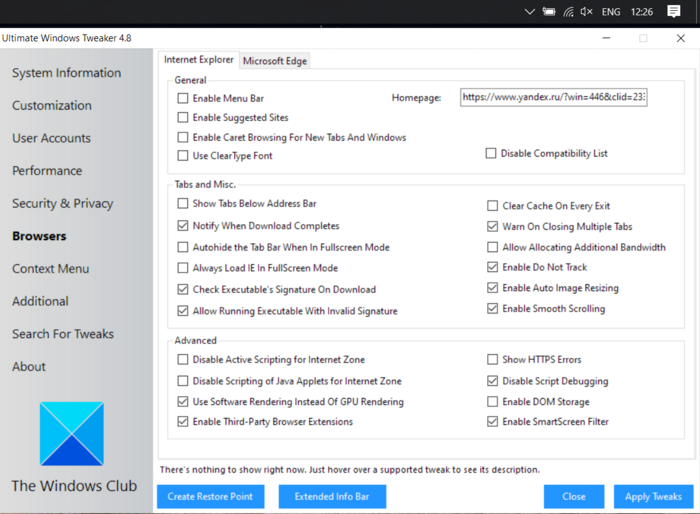 ENG 12:26
Ultimate Windows Tweaker 4.8
System Information
Customization
User Accounts
Performance
Security & Privacy
Browsers
Context Menu
Additional
Search For Tweaks
About
The Windows Club
Internet Explorer Microsoft Edge
General
Enable Menu Bar
Homepage: https://www.yandex.ru/?win=446&clid=23
Enable Suggested Sites
Enable Caret Browsing For New Tabs And Windows
Use ClearType Font
Disable Compatibility List
Tabs and Misc.
Show Tabs Below Address Bar
Clear Cache On Every Exit
Notify When Download Completes
Warn On Closing Multiple Tabs
Autohide the Tab Bar When In Fullscreen Mode
Allow Allocating Additional Bandwidth
Always Load IE In FullScreen Mode
Enable Do Not Track
Check Executable's Signature On Download
Enable Auto Image Resizing
Allow Running Executable With Invalid Signature
Enable Smooth Scrolling
Advanced
Disable Active Scripting for Internet Zone
Show HTTPS Errors
Disable Scripting of Java Applets for Internet Zone
Disable Script Debugging
Use Software Rendering Instead Of GPU Rendering
Enable DOM Storage
Enable Third-Party Browser Extensions
Enable SmartScreen Filter
There's nothing to show right now. Just hover over a supported tweak to see its description.
Create Restore Point Extended Info Bar Close Apply Tweaks